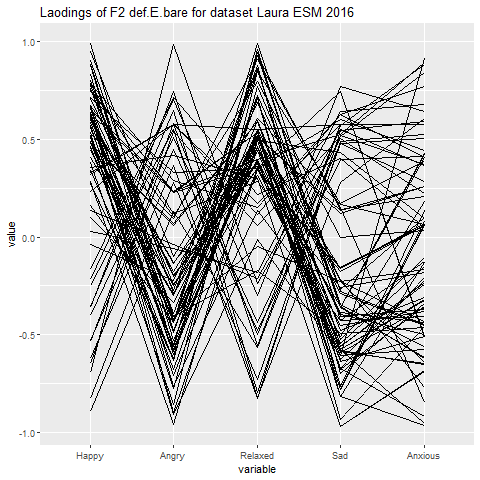 Laodings of F2 def.E.bare for dataset Laura ESM 2016
1.0
0.5
0.0
-0.5
-1.0
value
Happy Angry Relaxed Sad Anxious
variable